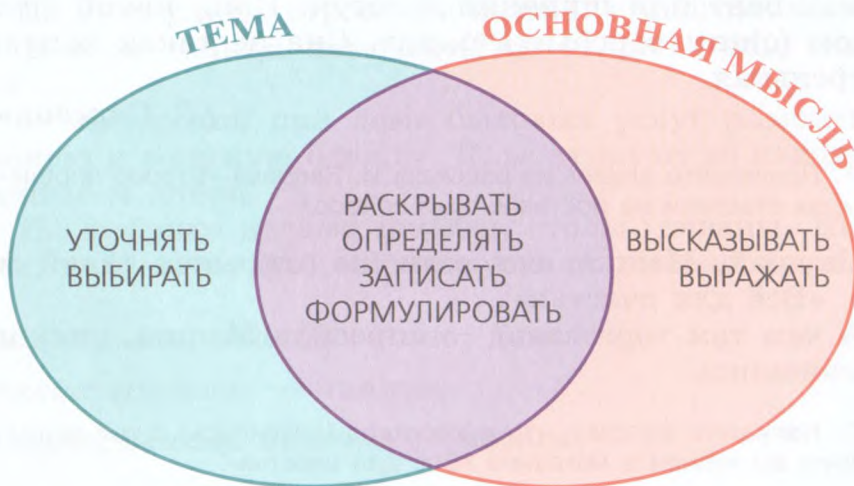 ТЕМА
ОСНОВНАЯ МЫСЛЬ
УТОЧНЯТЬ
ВЫБИРАТЬ
РАСКРЫВАТЬ
ОПРЕДЕЛЯТЬ
ЗАПИСАТЬ
ФОРМУЛИРОВАТЬ
ВЫСКАЗЫВАТЬ
ВЫРАЖАТЬ